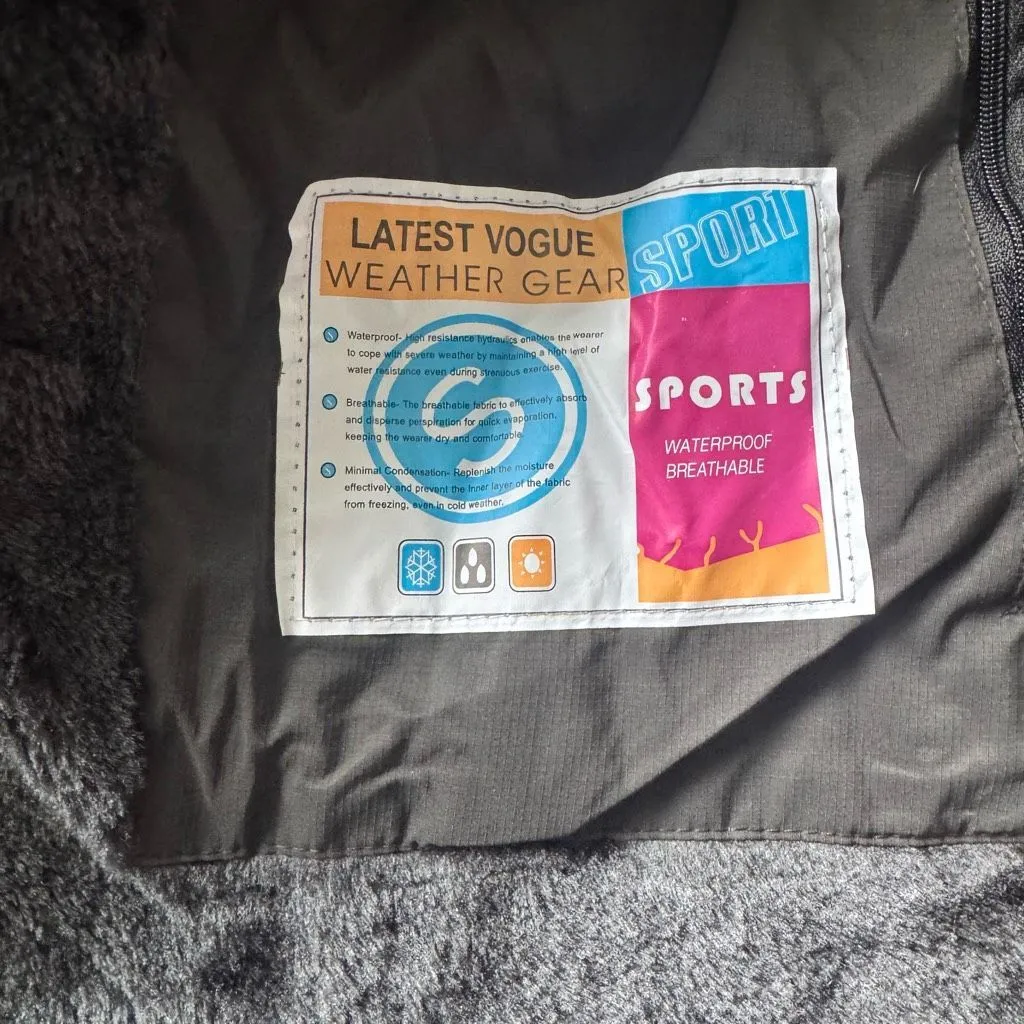 LATEST VOGUE
WEATHER GEAR
Waterproof- High resistance hydraulics enables the wearer
to cope with severe weather by maintaining a high level of
water resistance even during strenuous exercise.
Breathable- The breathable fabric to effectively absorb
and disperse perspiration for quick evaporation,
keeping the wearer dry and comfortable.
Minimal Condensation- Replenish the moisture
effectively and prevent the Inner layer of the fabric
from freezing, even in cold weather.
S
SPORT
SPORTS
WATERPROOF
BREATHABLE